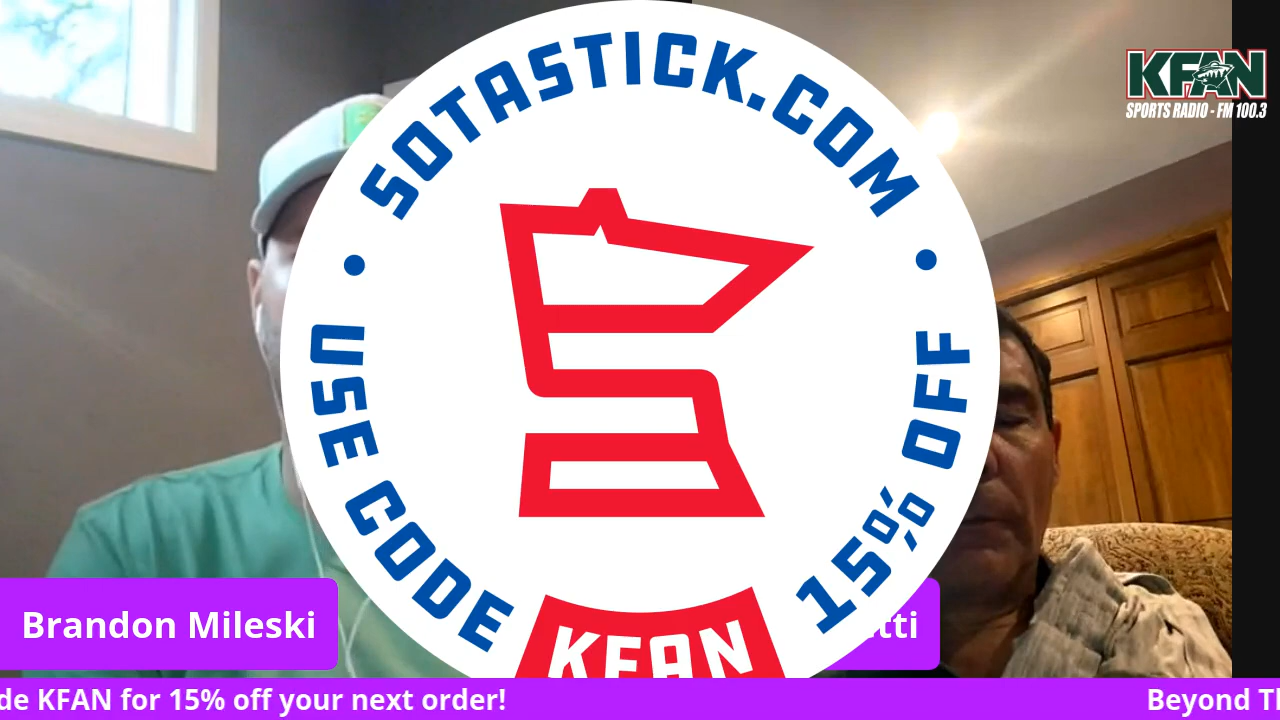 SOTASTICK.COM
USE CODE
15% OFF
KFAN
KFAN
SPORTS RADIO - FM 100.3
Brandon Mileski
tti
de KFAN for 15% off your next order!
Beyond